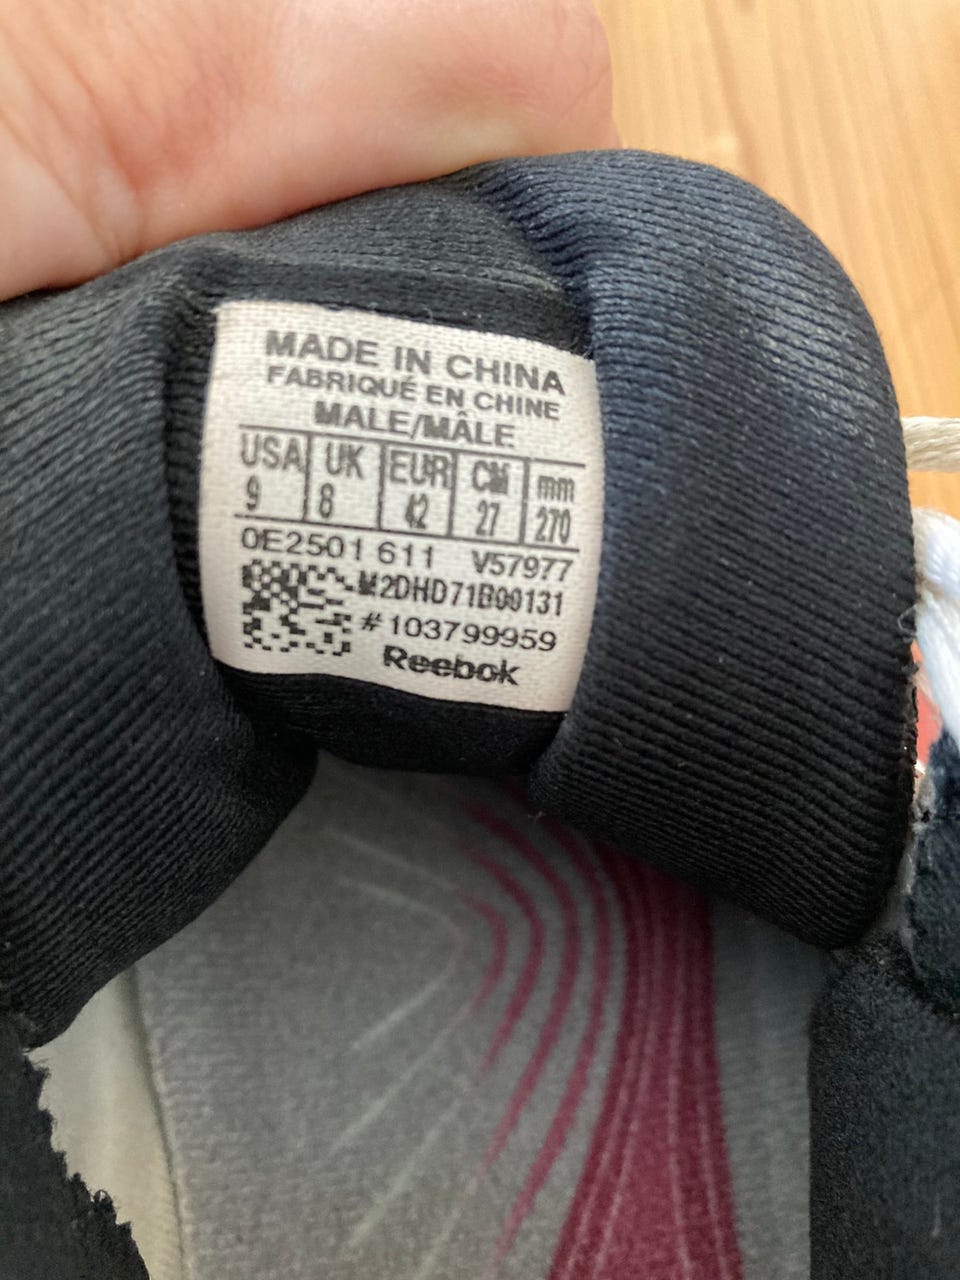 MADE IN CHINA
FABRIQUÉ EN CHINE
MALE/MÂLE
USA UK EUR CM mm
9 8 42 27 270
0E2501 611 V57977
M2DHD71B00131
#103799959
Reebok